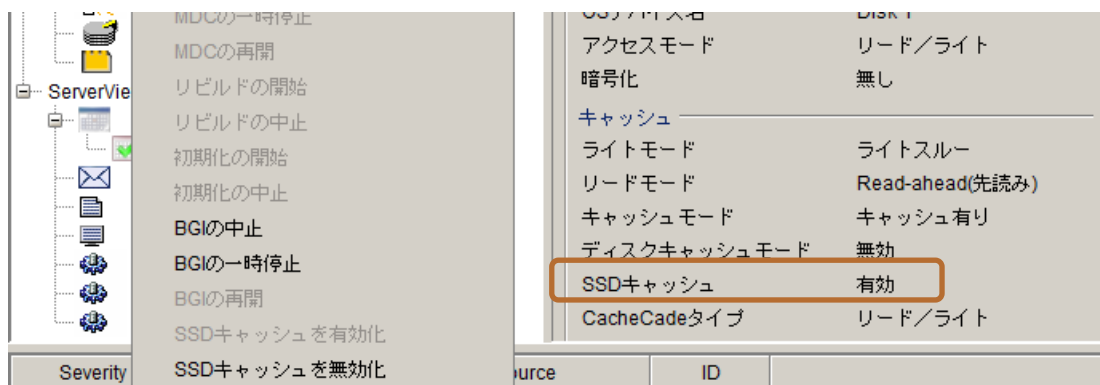 MDCの一時停止
MDCの再開
リビルドの開始
リビルドの中止
初期化の開始
初期化の中止
BGIの中止
BGIの一時停止
BGIの再開
SSDキャッシュを有効化
SSDキャッシュを無効化
ServerVie
OSデバイス名 Disk 1
アクセスモード リード/ライト
暗号化 無し
キャッシュ
ライトモード ライトスルー
リードモード Read-ahead(先読み)
キャッシュモード キャッシュ有り
ディスクキャッシュモード 無効
SSDキャッシュ 有効
CacheCadeタイプ リード/ライト
Severity urce ID